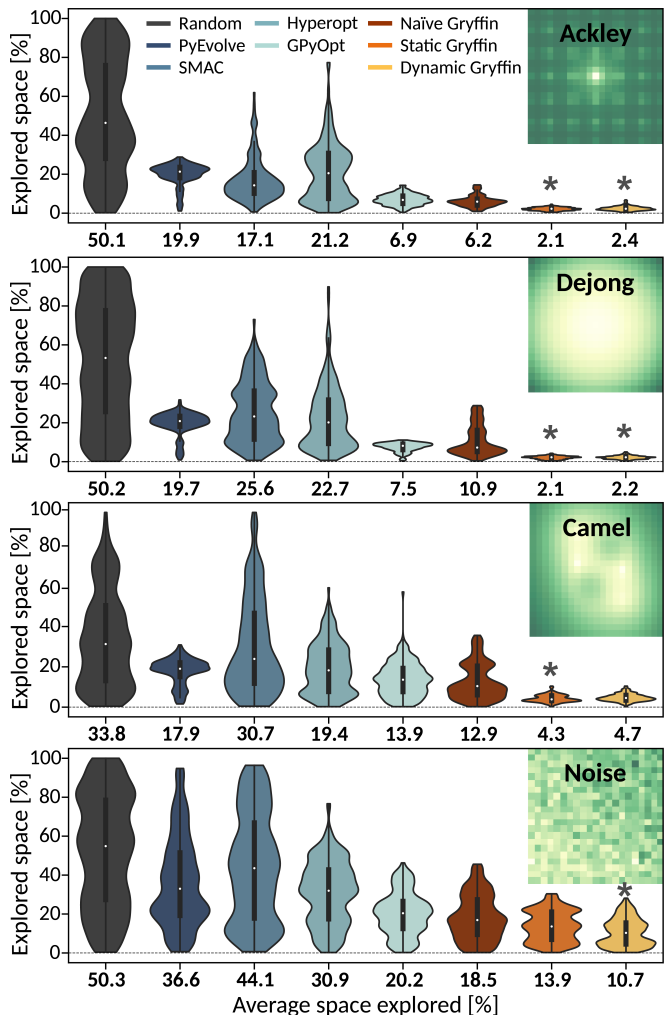 Random Hyperopt Naïve Gryffin
PyEvolve GPyOpt Static Gryffin
SMAC Dynamic Gryffin
Ackley
Explored space [%]
100
80
60
40
20
0
* *
50.1 19.9 17.1 21.2 6.9 6.2 2.1 2.4
Dejong
Explored space [%]
100
80
60
40
20
0
* *
50.2 19.7 25.6 22.7 7.5 10.9 2.1 2.2
Camel
Explored space [%]
100
80
60
40
20
0
*
33.8 17.9 30.7 19.4 13.9 12.9 4.3 4.7
Noise
Explored space [%]
100
80
60
40
20
0
*
50.3 36.6 44.1 30.9 20.2 18.5 13.9 10.7
Average space explored [%]